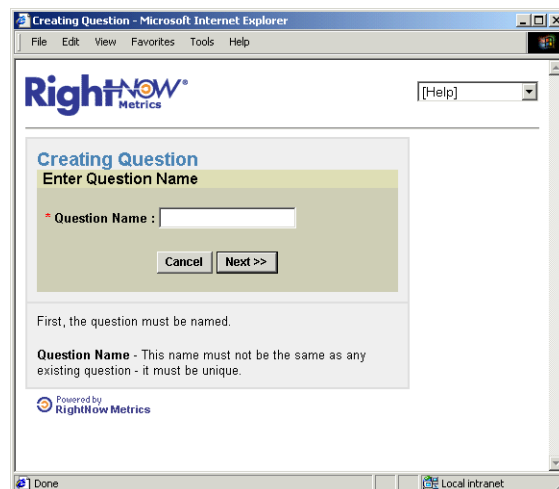 Creating Question - Microsoft Internet Explorer
File Edit View Favorites Tools Help
RightNOW®
Metrics
[Help]
Creating Question
Enter Question Name
* Question Name :
Cancel Next >>
First, the question must be named.
Question Name - This name must not be the same as any
existing question - it must be unique.
Powered by
RightNow Metrics
Done Local intranet